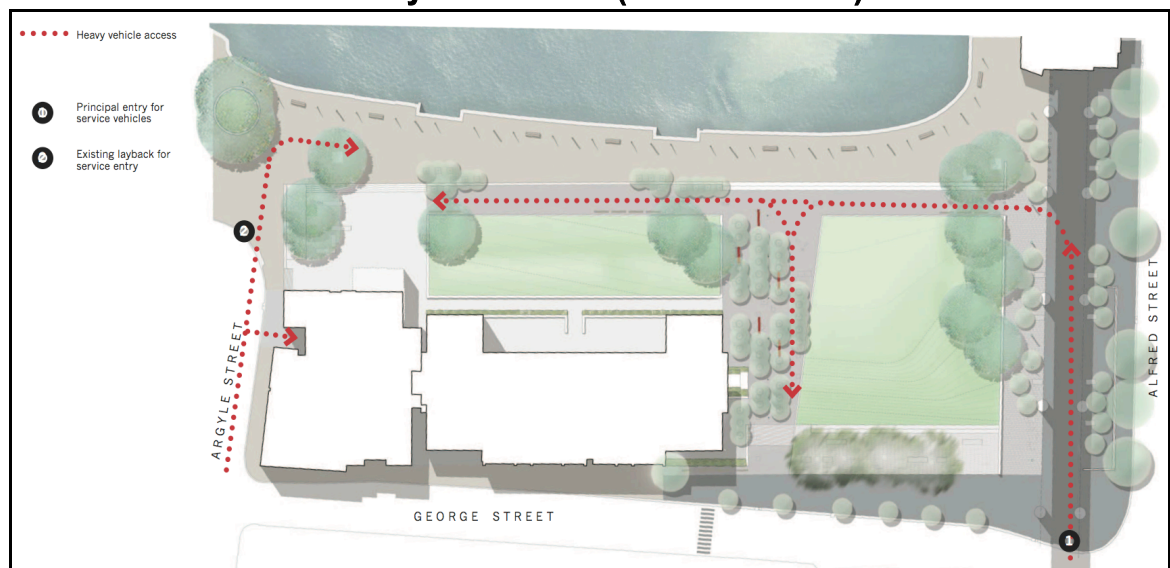 Heavy vehicle access
Principal entry for
service vehicles
Existing layback for
service entry
ARGYLE STREET
ALFRED STREET
GEORGE STREET
1